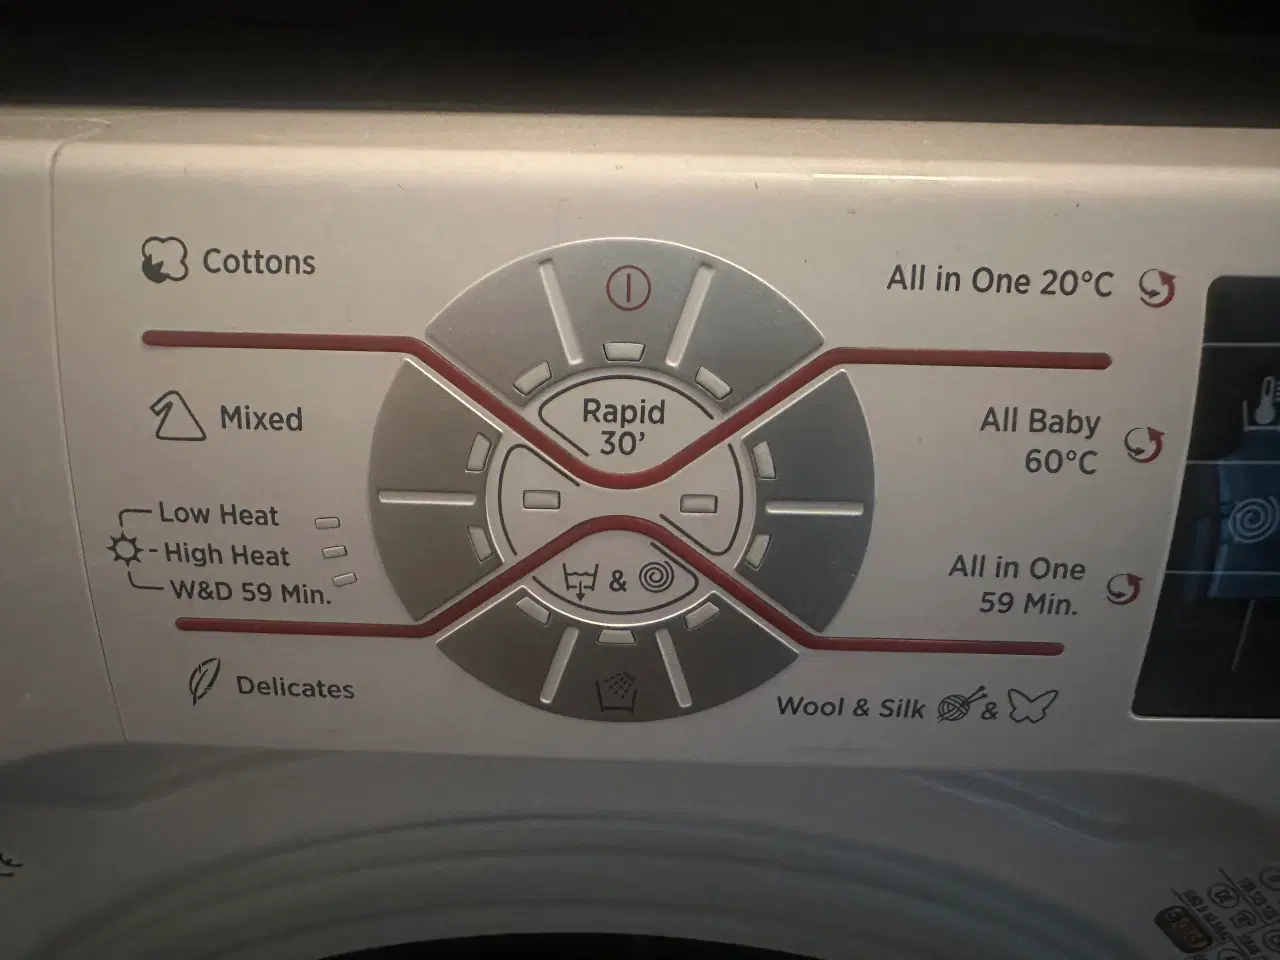 Cottons
Mixed
Low Heat
High Heat
W&D 59 Min.
Delicates
Rapid
30’
&
All in One 20°C
All Baby
60°C
All in One
59 Min.
Wool & Silk &